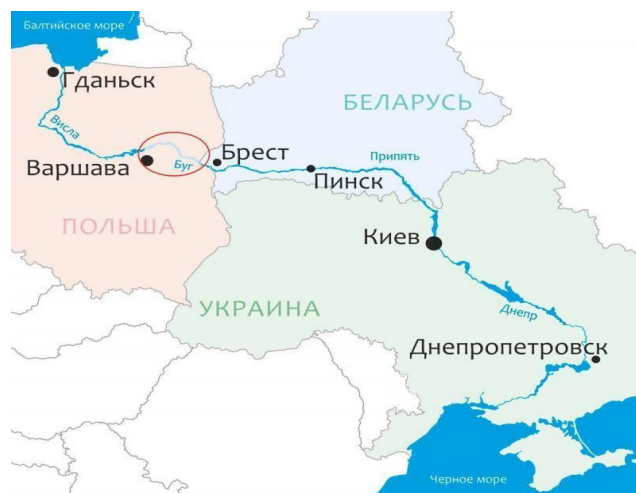 Балтийское море
Гданьск
БЕЛАРУСЬ
Висла
Брест
Припять
Варшава
Буг
Пинск
ПОЛЬША
Киев
УКРАИНА
Днепр
Днепропетровск
Черное море